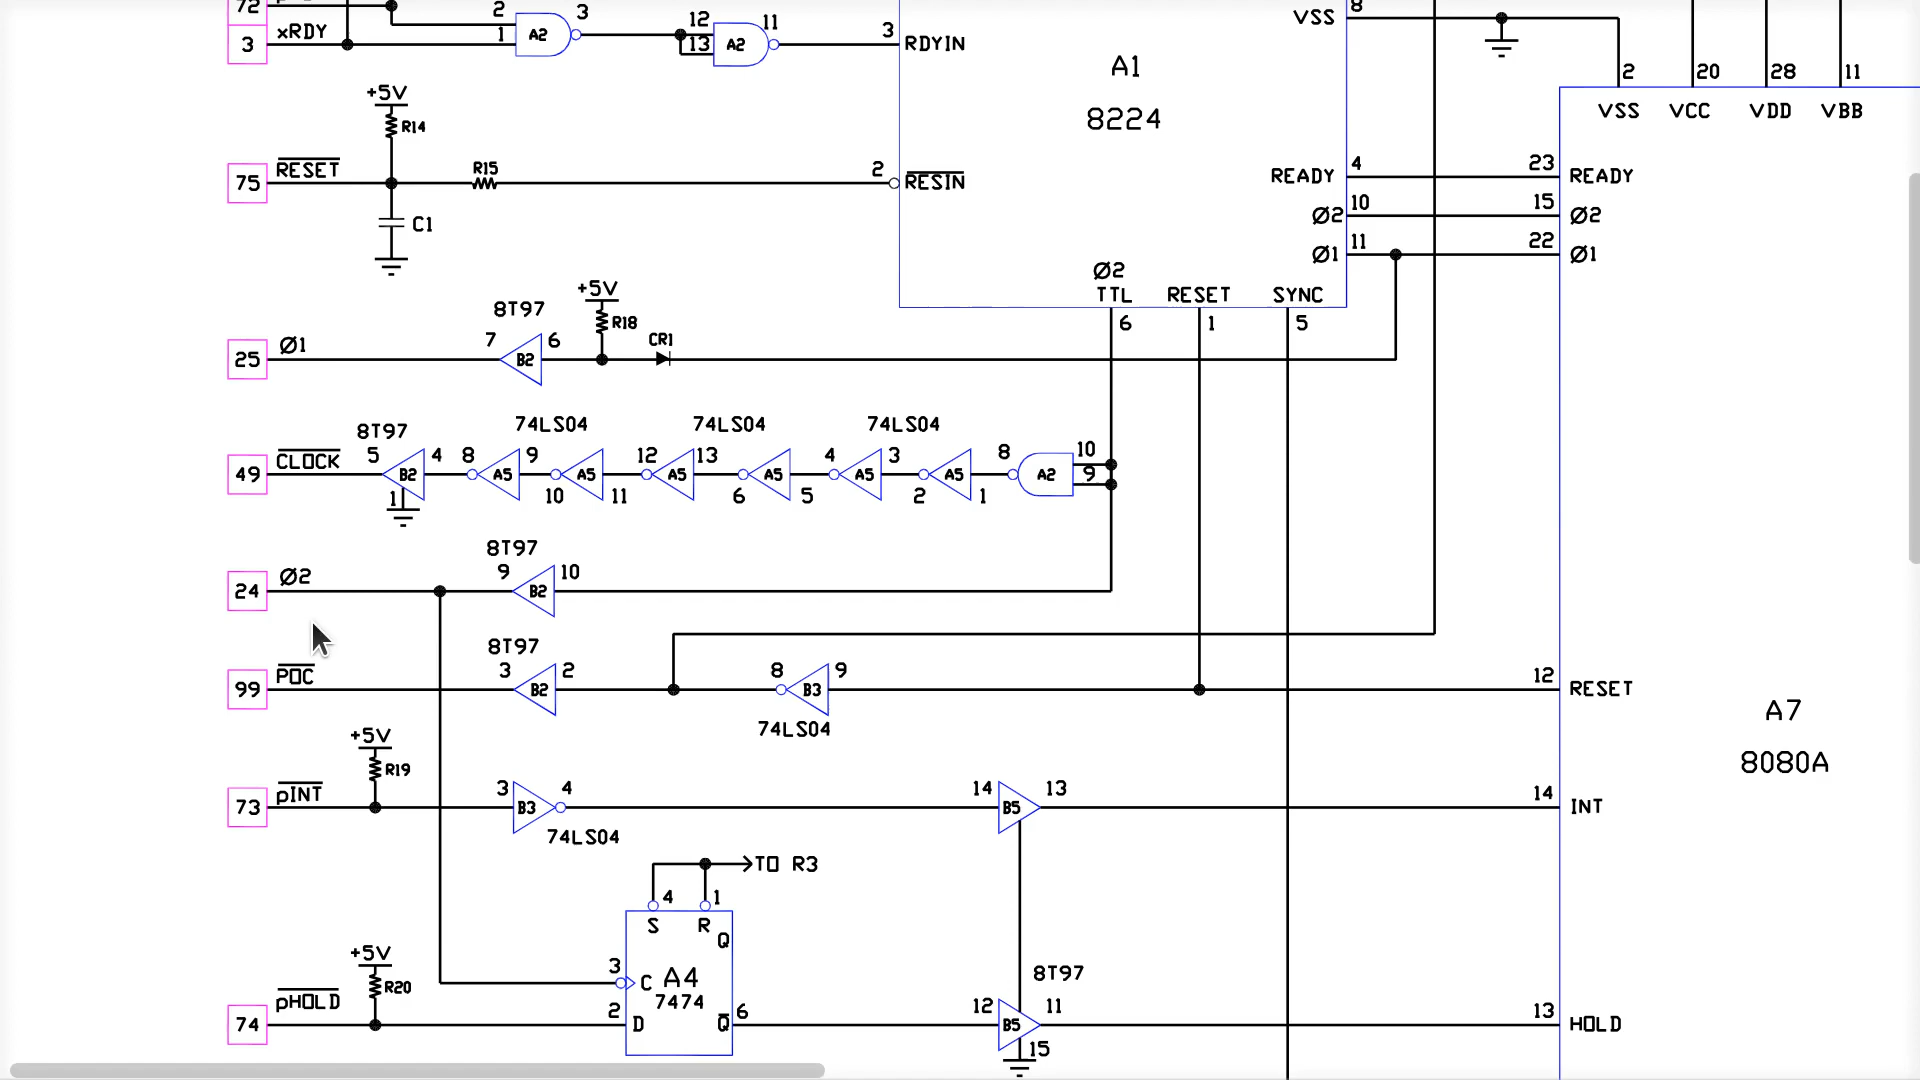 72 2 3 12 11 8
3 xRDY 1 A2 13 A2 3 RDYIN A1 VSS
8224
2 20 28 11
VSS VCC VDD VBB
+5V
R14
75 RESET R15 2 RESIN
C1
READY 4 23 READY
Ø2 10 15 Ø2
Ø1 11 22 Ø1
Ø2
TTL RESET SYNC
6 1 5
+5V
8T97 R18
25 Ø1 7 B2 6 CR1
8T97 74LS04 74LS04 74LS04
49 CLOCK 5 B2 4 8 A5 9 A5 12 A5 13 A5 4 A5 3 A5 8 A2 10
9
1 10 11 6 5 2 1
8T97
24 Ø2 9 B2 10
8T97
99 POC 3 B2 2 8 B3 9 12 RESET
74LS04
A7
8080A
+5V
R19
73 pINT 3 B3 4 14 B5 13 14 INT
74LS04
TO R3
4 1
S R Q
3 C A4
7474
+5V
R20
8T97
74 pHOLD 2 D Q 6 12 B5 11 13 HOLD
15